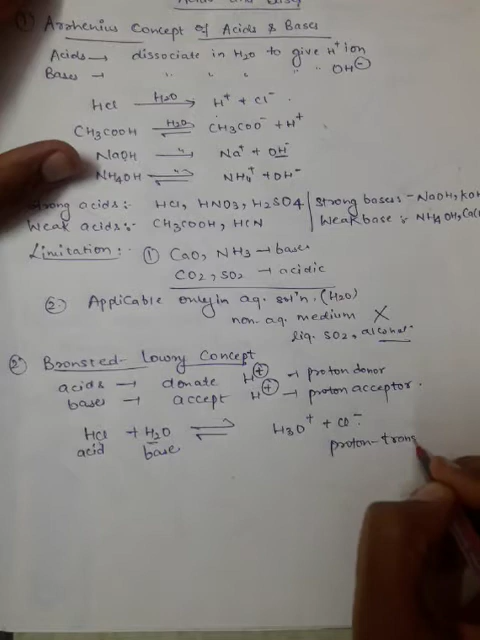 Acids and Bases
① Arrhenius Concept of Acids & Bases
Acids → dissociate in H₂O to give H⁺ ion
Bases → " " " " " OH⊖
HCl —H₂O→ H⁺ + Cl⁻.
CH₃COOH ⇌H₂O CH₃COO⁻ + H⁺
NaOH —"→ Na⁺ + OH⁻
NH₄OH ⇌" NH₄⁺ + OH⁻
Strong acids:- HCl, HNO₃, H₂SO₄ | Strong bases - NaOH, KOH
Weak acids:- CH₃COOH, HCN | Weak base :- NH₄OH,
Limitation:- ① CaO, NH₃ → base
CO₂, SO₂ → acidic
②. Applicable only in aq. sol'n. (H₂O)
non-aq. medium X
liq. SO₂, alcohol
② Bronsted-Lowry Concept
acids → donate H⊕ → proton donor
bases → accept H⊕ → proton acceptor.
HCl + H₂O ⇌ H₃O⁺ + Cl⁻.
acid base proton-trans